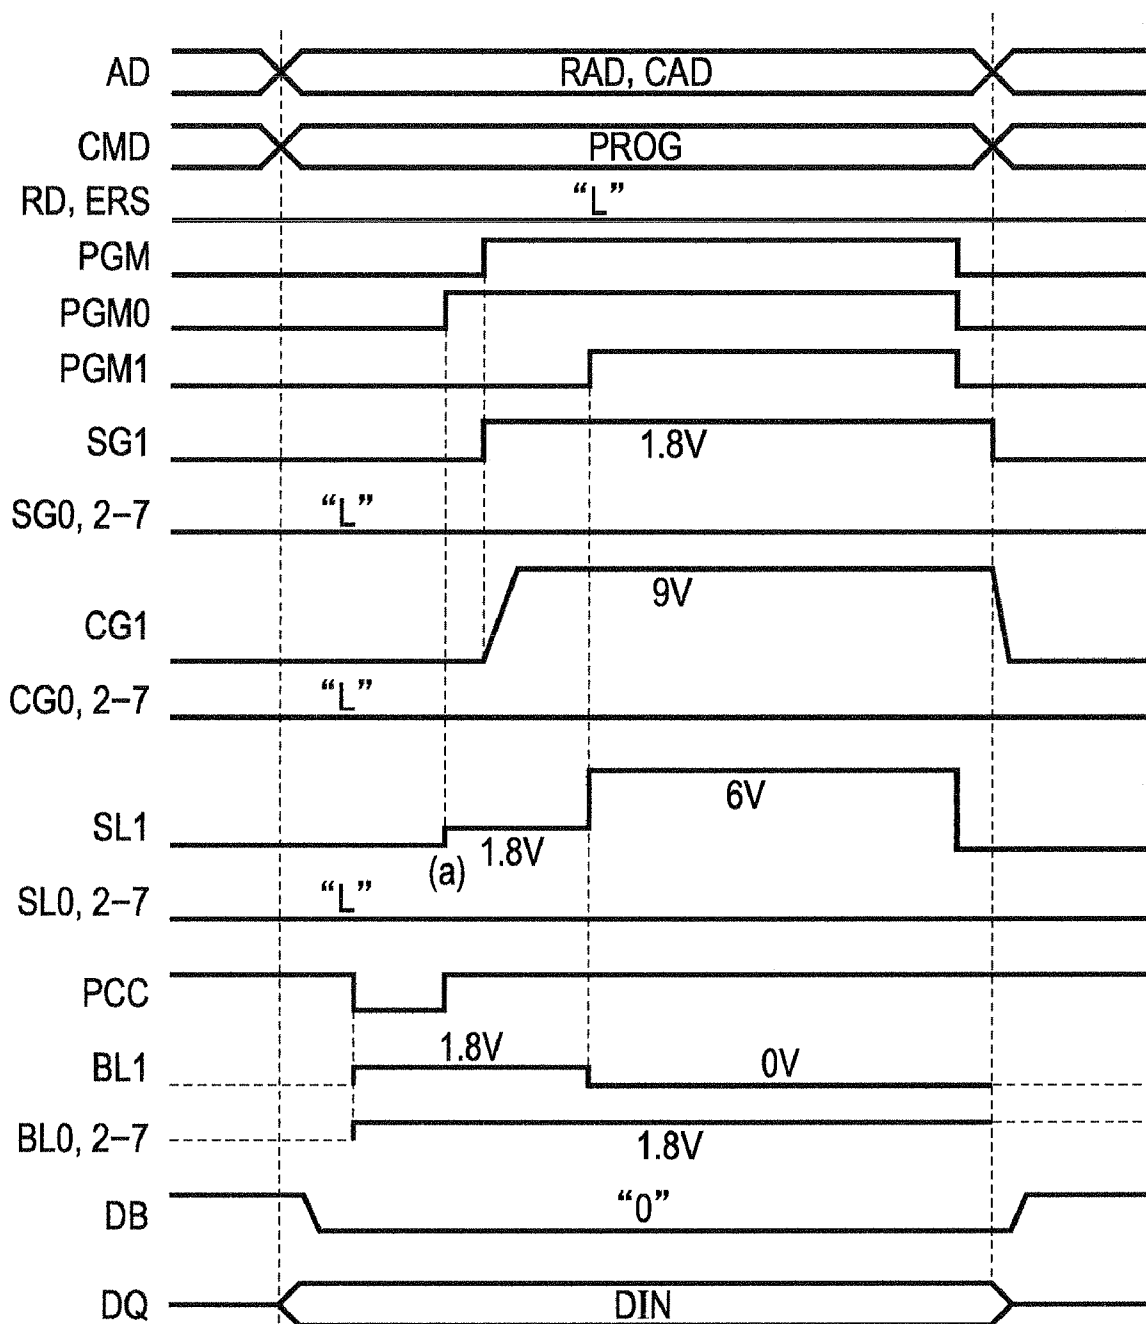 AD RAD, CAD
CMD PROG
RD, ERS “L”
PGM
PGM0
PGM1
SG1 1.8V
SG0, 2–7 “L”
CG1 9V
CG0, 2–7 “L”
SL1 (a) 1.8V 6V
SL0, 2–7 “L”
PCC
BL1 1.8V 0V
BL0, 2–7 1.8V
DB “0”
DQ DIN